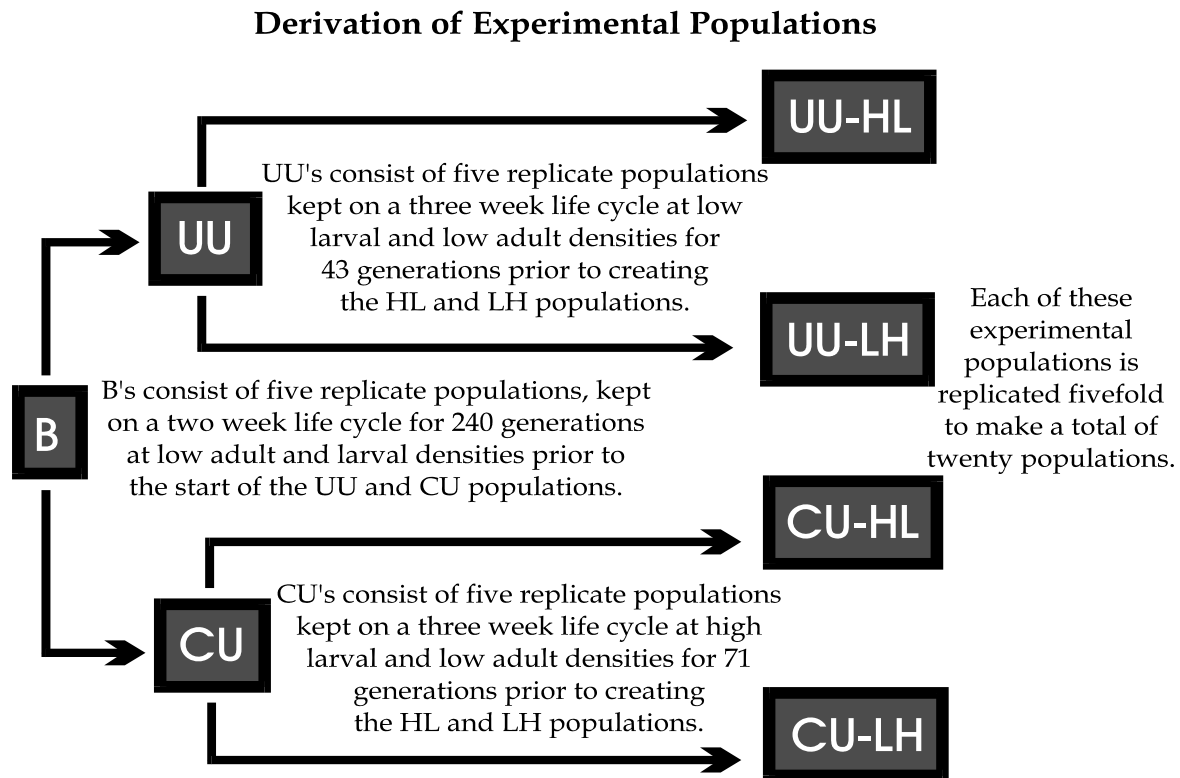 Derivation of Experimental Populations
UU-HL
UU's consist of five replicate populations
kept on a three week life cycle at low
larval and low adult densities for
43 generations prior to creating
the HL and LH populations.
UU
UU-LH
Each of these
experimental
populations is
replicated fivefold
to make a total of
twenty populations.
B
B's consist of five replicate populations, kept
on a two week life cycle for 240 generations
at low adult and larval densities prior to
the start of the UU and CU populations.
CU-HL
CU's consist of five replicate populations
kept on a three week life cycle at high
larval and low adult densities for 71
generations prior to creating
the HL and LH populations.
CU
CU-LH